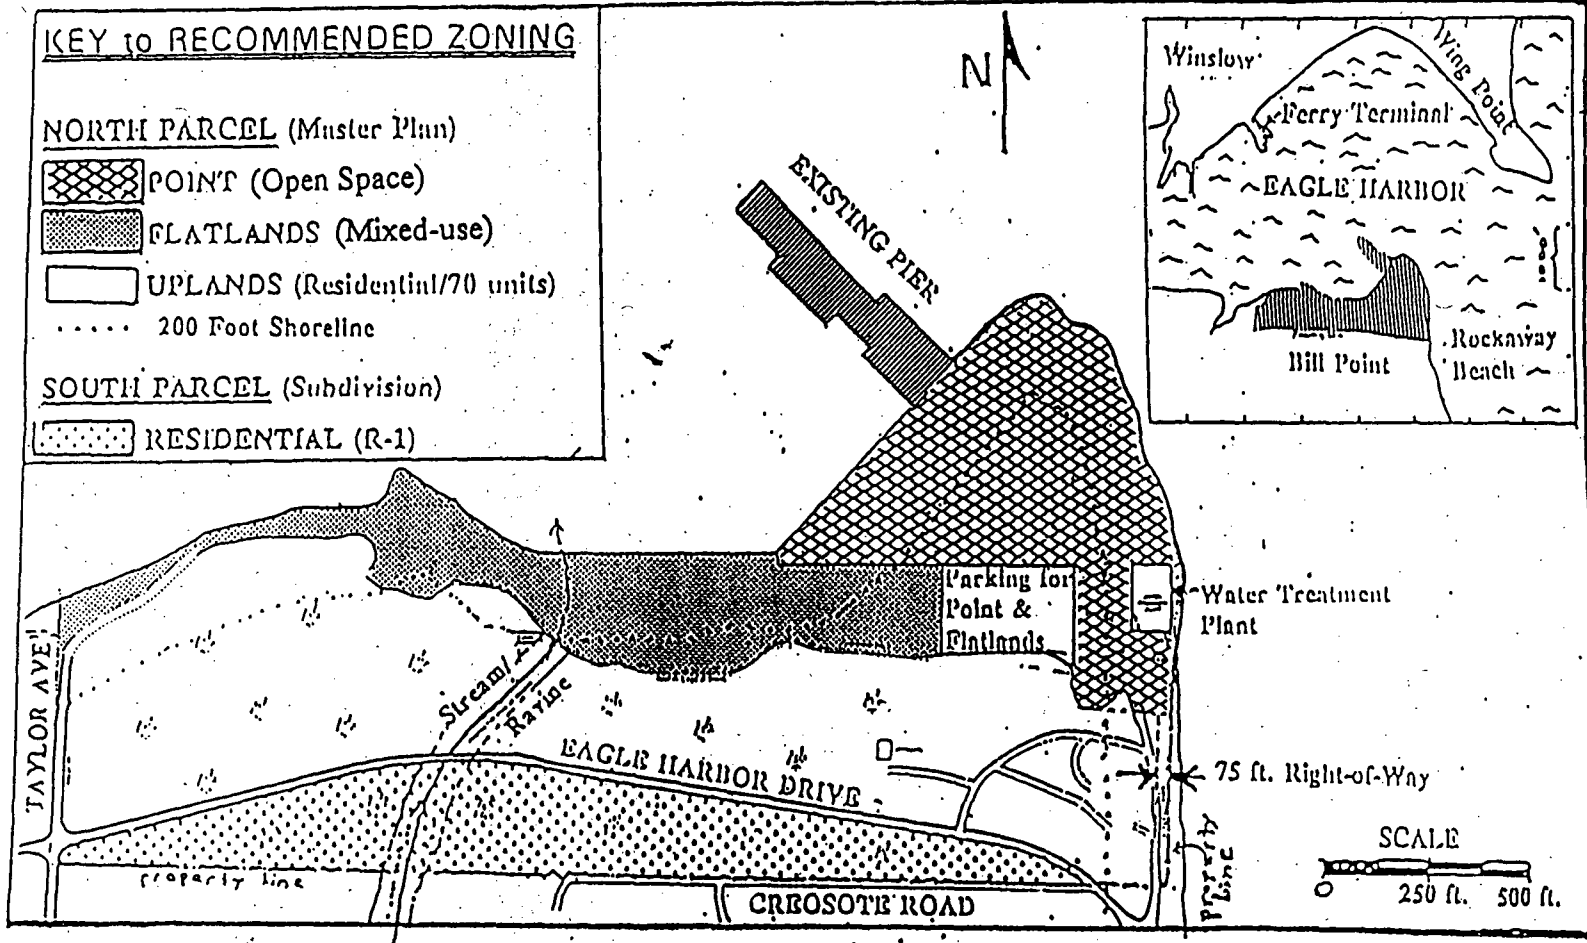 KEY to RECOMMENDED ZONING
NORTH PARCEL (Master Plan)
POINT (Open Space)
FLATLANDS (Mixed-use)
UPLANDS (Residential/70 units)
200 Foot Shoreline
SOUTH PARCEL (Subdivision)
RESIDENTIAL (R-1)
N
EXISTING PIER
Winslow
Wing Point
Ferry Terminal
EAGLE HARBOR
Rockaway
Beach
Bill Point
Parking for
Point &
Flatlands
Water Treatment
Plant
TAYLOR AVE
Stream/
Ravine
EAGLE HARBOR DRIVE
75 ft. Right-of-Way
property line
property
line
CREOSOTE ROAD
SCALE
0 250 ft. 500 ft.